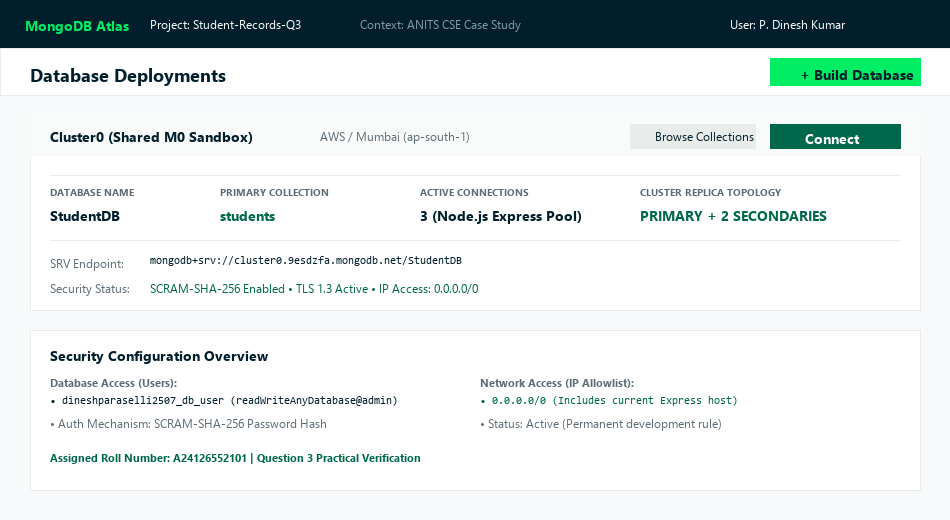 MongoDB Atlas Project: Student-Records-Q3 Context: ANITS CSE Case Study User: P. Dinesh Kumar
Database Deployments + Build Database
Cluster0 (Shared M0 Sandbox) AWS / Mumbai (ap-south-1) Browse Collections Connect
DATABASE NAME PRIMARY COLLECTION ACTIVE CONNECTIONS CLUSTER REPLICA TOPOLOGY
StudentDB students 3 (Node.js Express Pool) PRIMARY + 2 SECONDARIES
SRV Endpoint: mongodb+srv://cluster0.9esdzfa.mongodb.net/StudentDB
Security Status: SCRAM-SHA-256 Enabled • TLS 1.3 Active • IP Access: 0.0.0.0/0
Security Configuration Overview
Database Access (Users): Network Access (IP Allowlist):
• dineshparaselli2507_db_user (readWriteAnyDatabase@admin) • 0.0.0.0/0 (Includes current Express host)
• Auth Mechanism: SCRAM-SHA-256 Password Hash • Status: Active (Permanent development rule)
Assigned Roll Number: A24126552101 | Question 3 Practical Verification